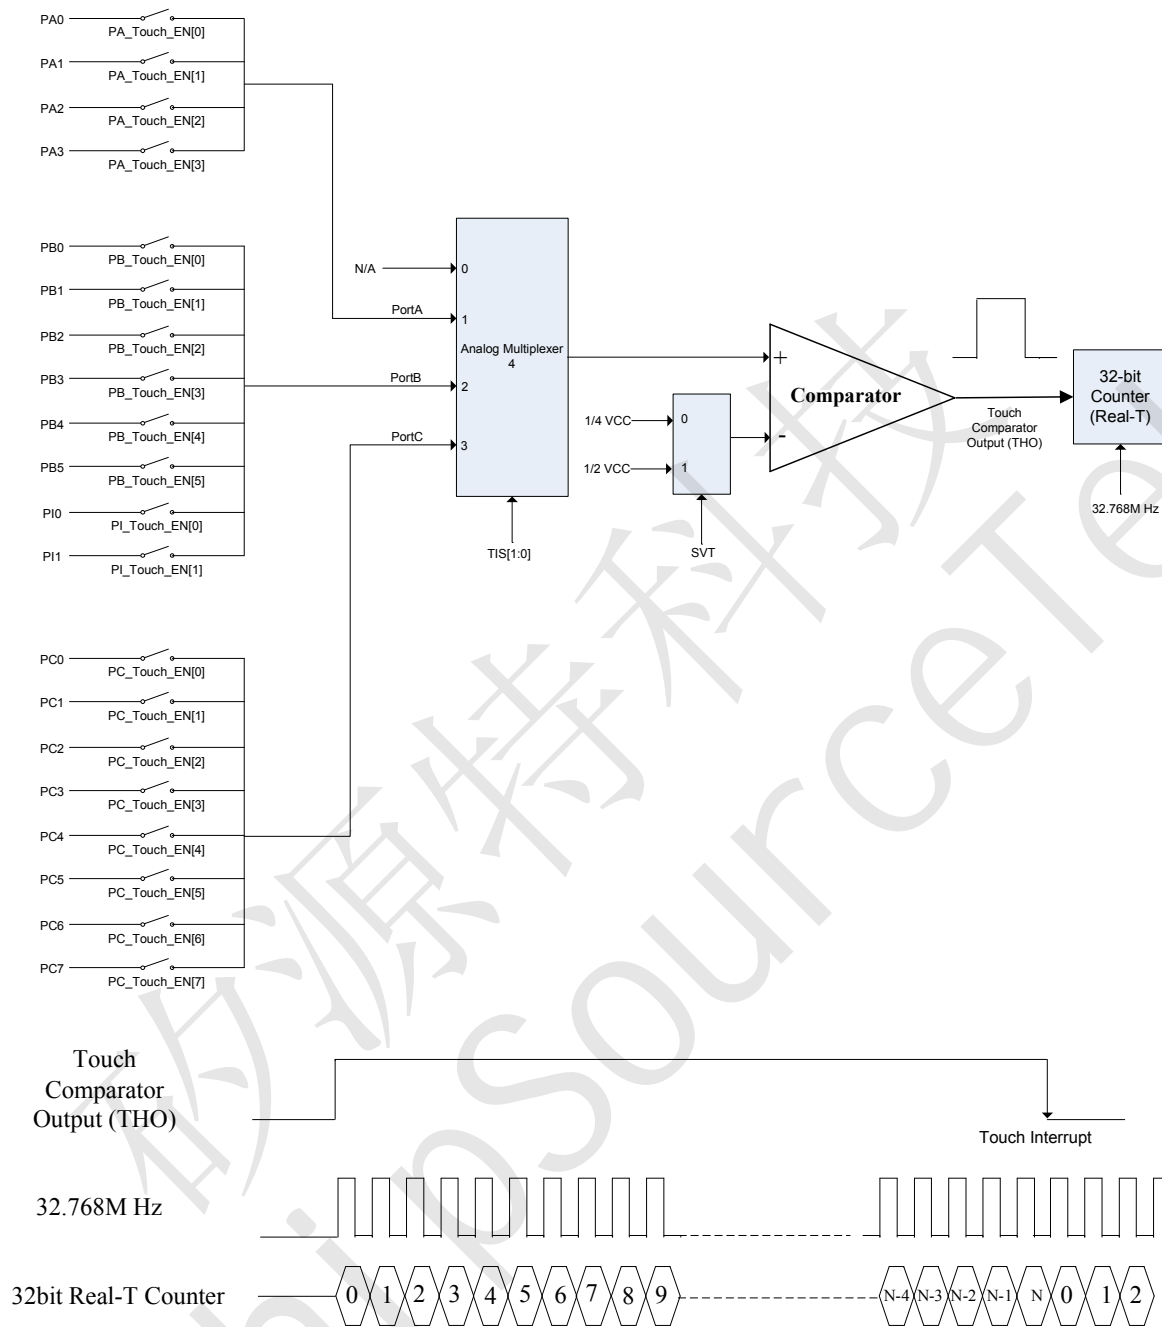 PA0
PA_Touch_EN[0]
PA1
PA_Touch_EN[1]
PA2
PA_Touch_EN[2]
PA3
PA_Touch_EN[3]
PB0
PB_Touch_EN[0]
PB1
PB_Touch_EN[1]
PB2
PB_Touch_EN[2]
PB3
PB_Touch_EN[3]
PB4
PB_Touch_EN[4]
PB5
PB_Touch_EN[5]
PI0
PI_Touch_EN[0]
PI1
PI_Touch_EN[1]
PC0
PC_Touch_EN[0]
PC1
PC_Touch_EN[1]
PC2
PC_Touch_EN[2]
PC3
PC_Touch_EN[3]
PC4
PC_Touch_EN[4]
PC5
PC_Touch_EN[5]
PC6
PC_Touch_EN[6]
PC7
PC_Touch_EN[7]
N/A
0
PortA
1
Analog Multiplexer
4
PortB
2
PortC
3
TIS[1:0]
1/4 VCC
0
1/2 VCC
1
SVT
+
Comparator
-
Touch
Comparator
Output (THO)
32-bit
Counter
(Real-T)
32.768M Hz
Touch
Comparator
Output (THO)
Touch Interrupt
32.768M Hz
32bit Real-T Counter
0 1 2 3 4 5 6 7 8 9 N-4 N-3 N-2 N-1 N 0 1 2
矽源特科技
hipSourceTe